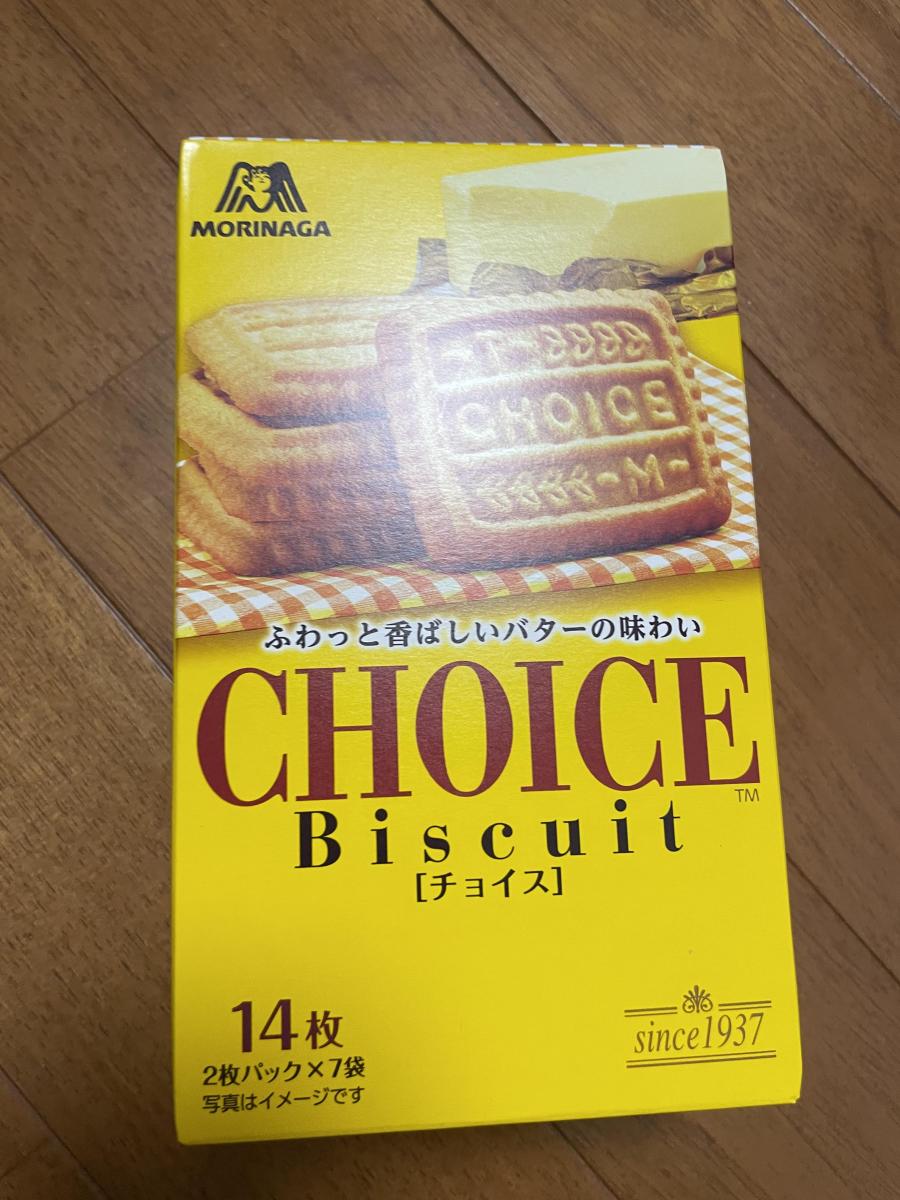 MORINAGA
-T-
CHOICE
-M-
ふわっと香ばしいバターの味わい
CHOICE
TM
Biscuit
[チョイス]
14枚
2枚パック×7袋
写真はイメージです
since1937